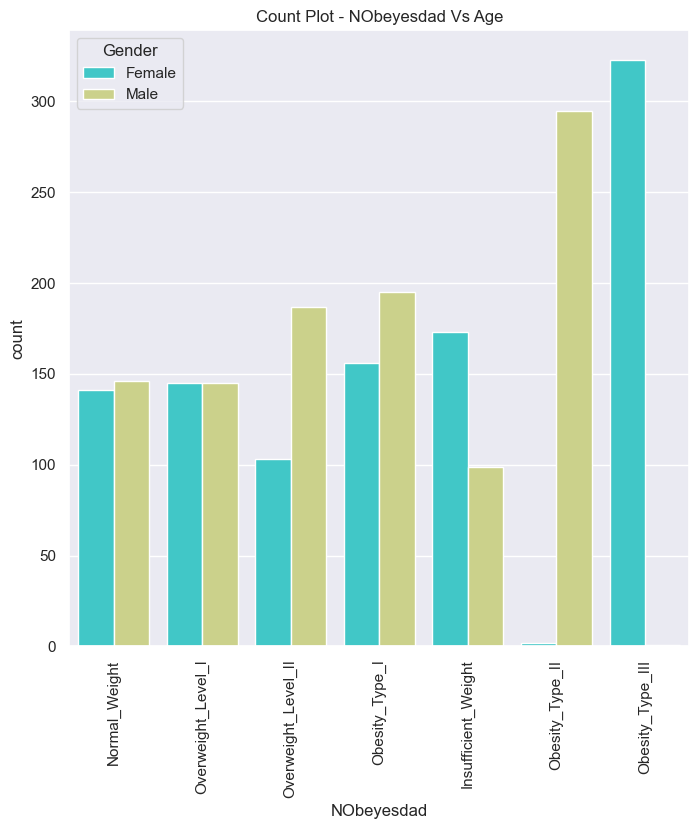 Count Plot - NObeyesdad Vs Age
Gender
Female
Male
300
250
200
150
100
50
0
count
Normal_Weight
Overweight_Level_I
Overweight_Level_II
Obesity_Type_I
Insufficient_Weight
Obesity_Type_II
Obesity_Type_III
NObeyesdad